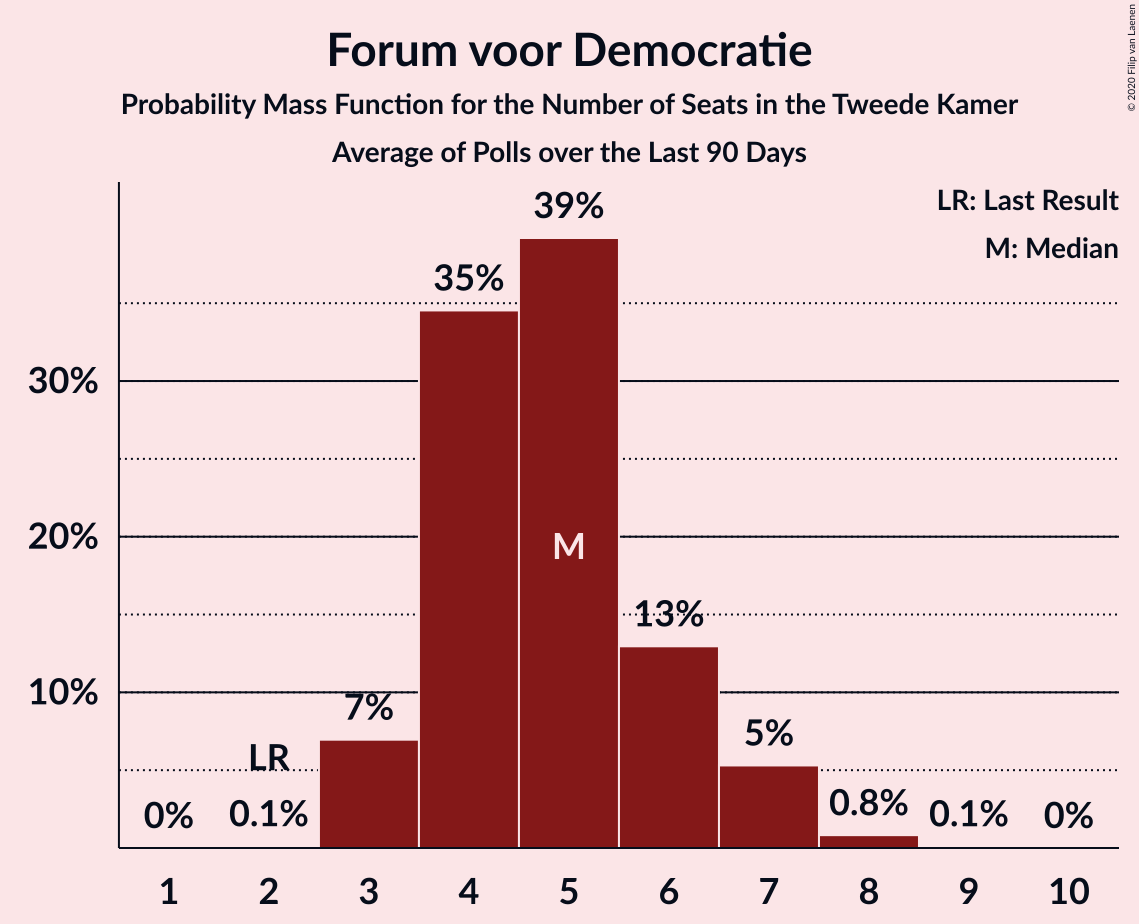 Forum voor Democratie
Probability Mass Function for the Number of Seats in the Tweede Kamer
Average of Polls over the Last 90 Days
© 2020 Filip van Laenen
LR: Last Result
M: Median
39%
35%
30%
20%
M
13%
10%
7%
5%
LR
0%
0.1%
0.8%
0.1%
0%
1 2 3 4 5 6 7 8 9 10